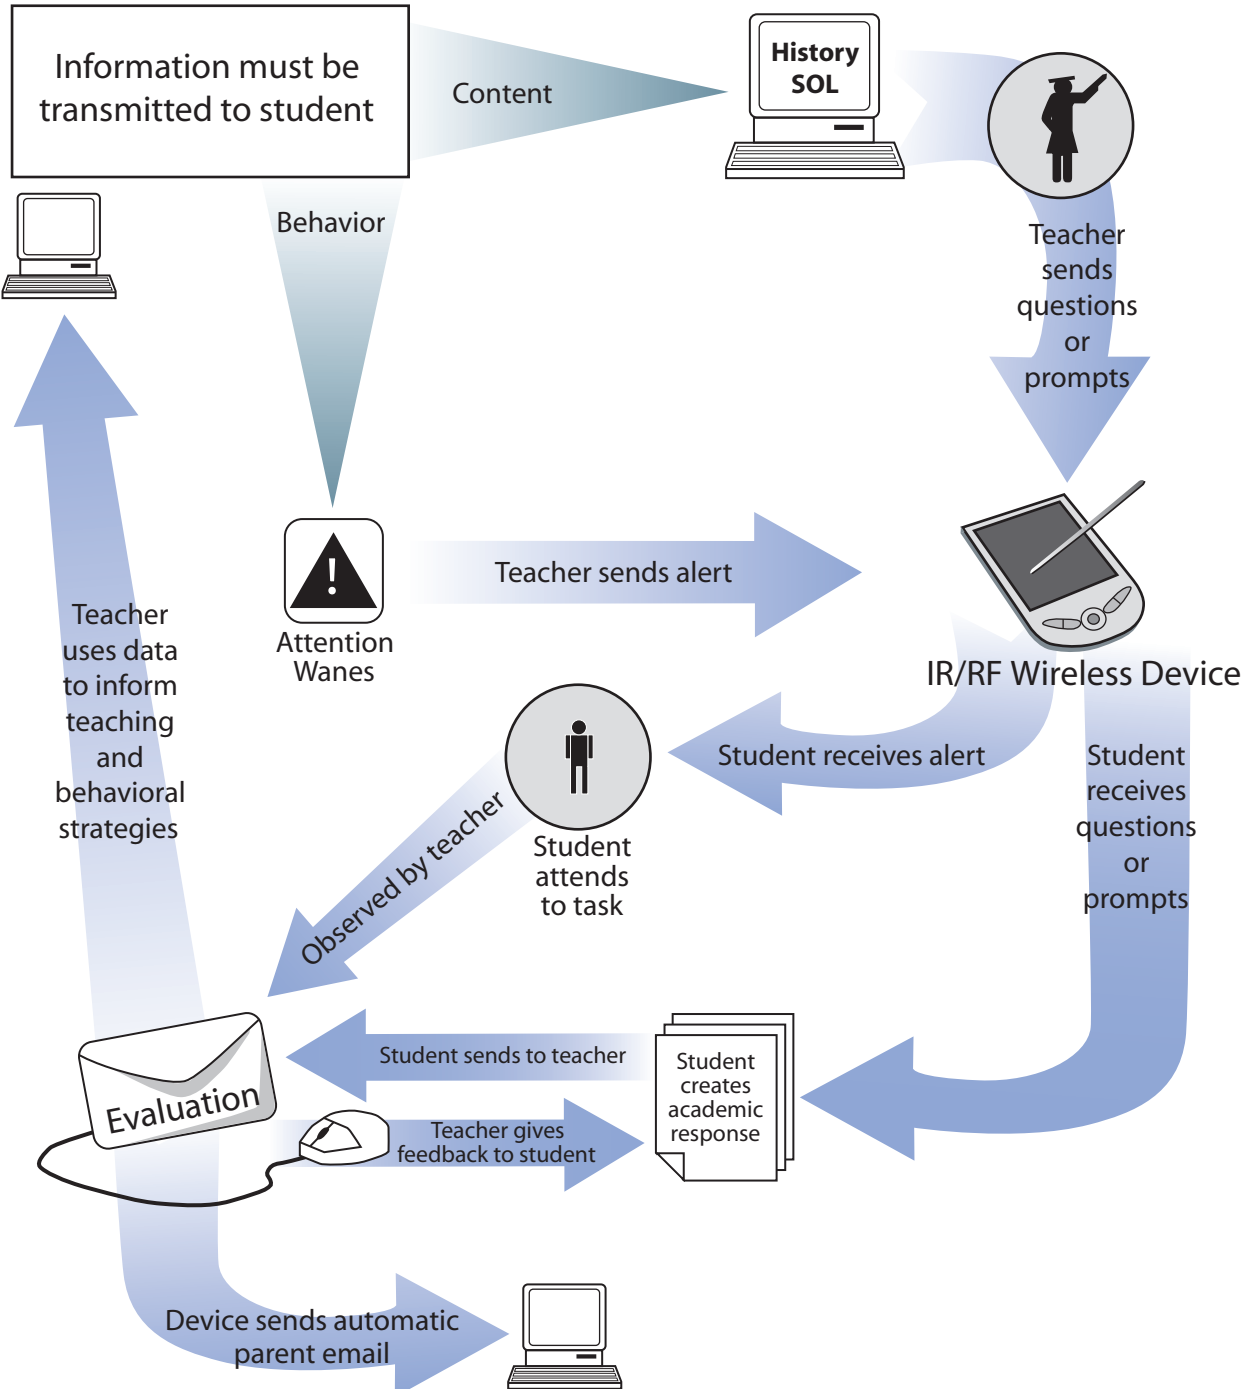 Information must be
transmitted to student
Content
History
SOL
Behavior
Teacher
sends
questions
or
prompts
Attention
Wanes
Teacher sends alert
IR/RF Wireless Device
Teacher
uses data
to inform
teaching
and
behavioral
strategies
Student receives alert
Student
receives
questions
or
prompts
Student
attends
to task
Observed by teacher
Student sends to teacher
Student
creates
academic
response
Evaluation
Teacher gives
feedback to student
Device sends automatic
parent email